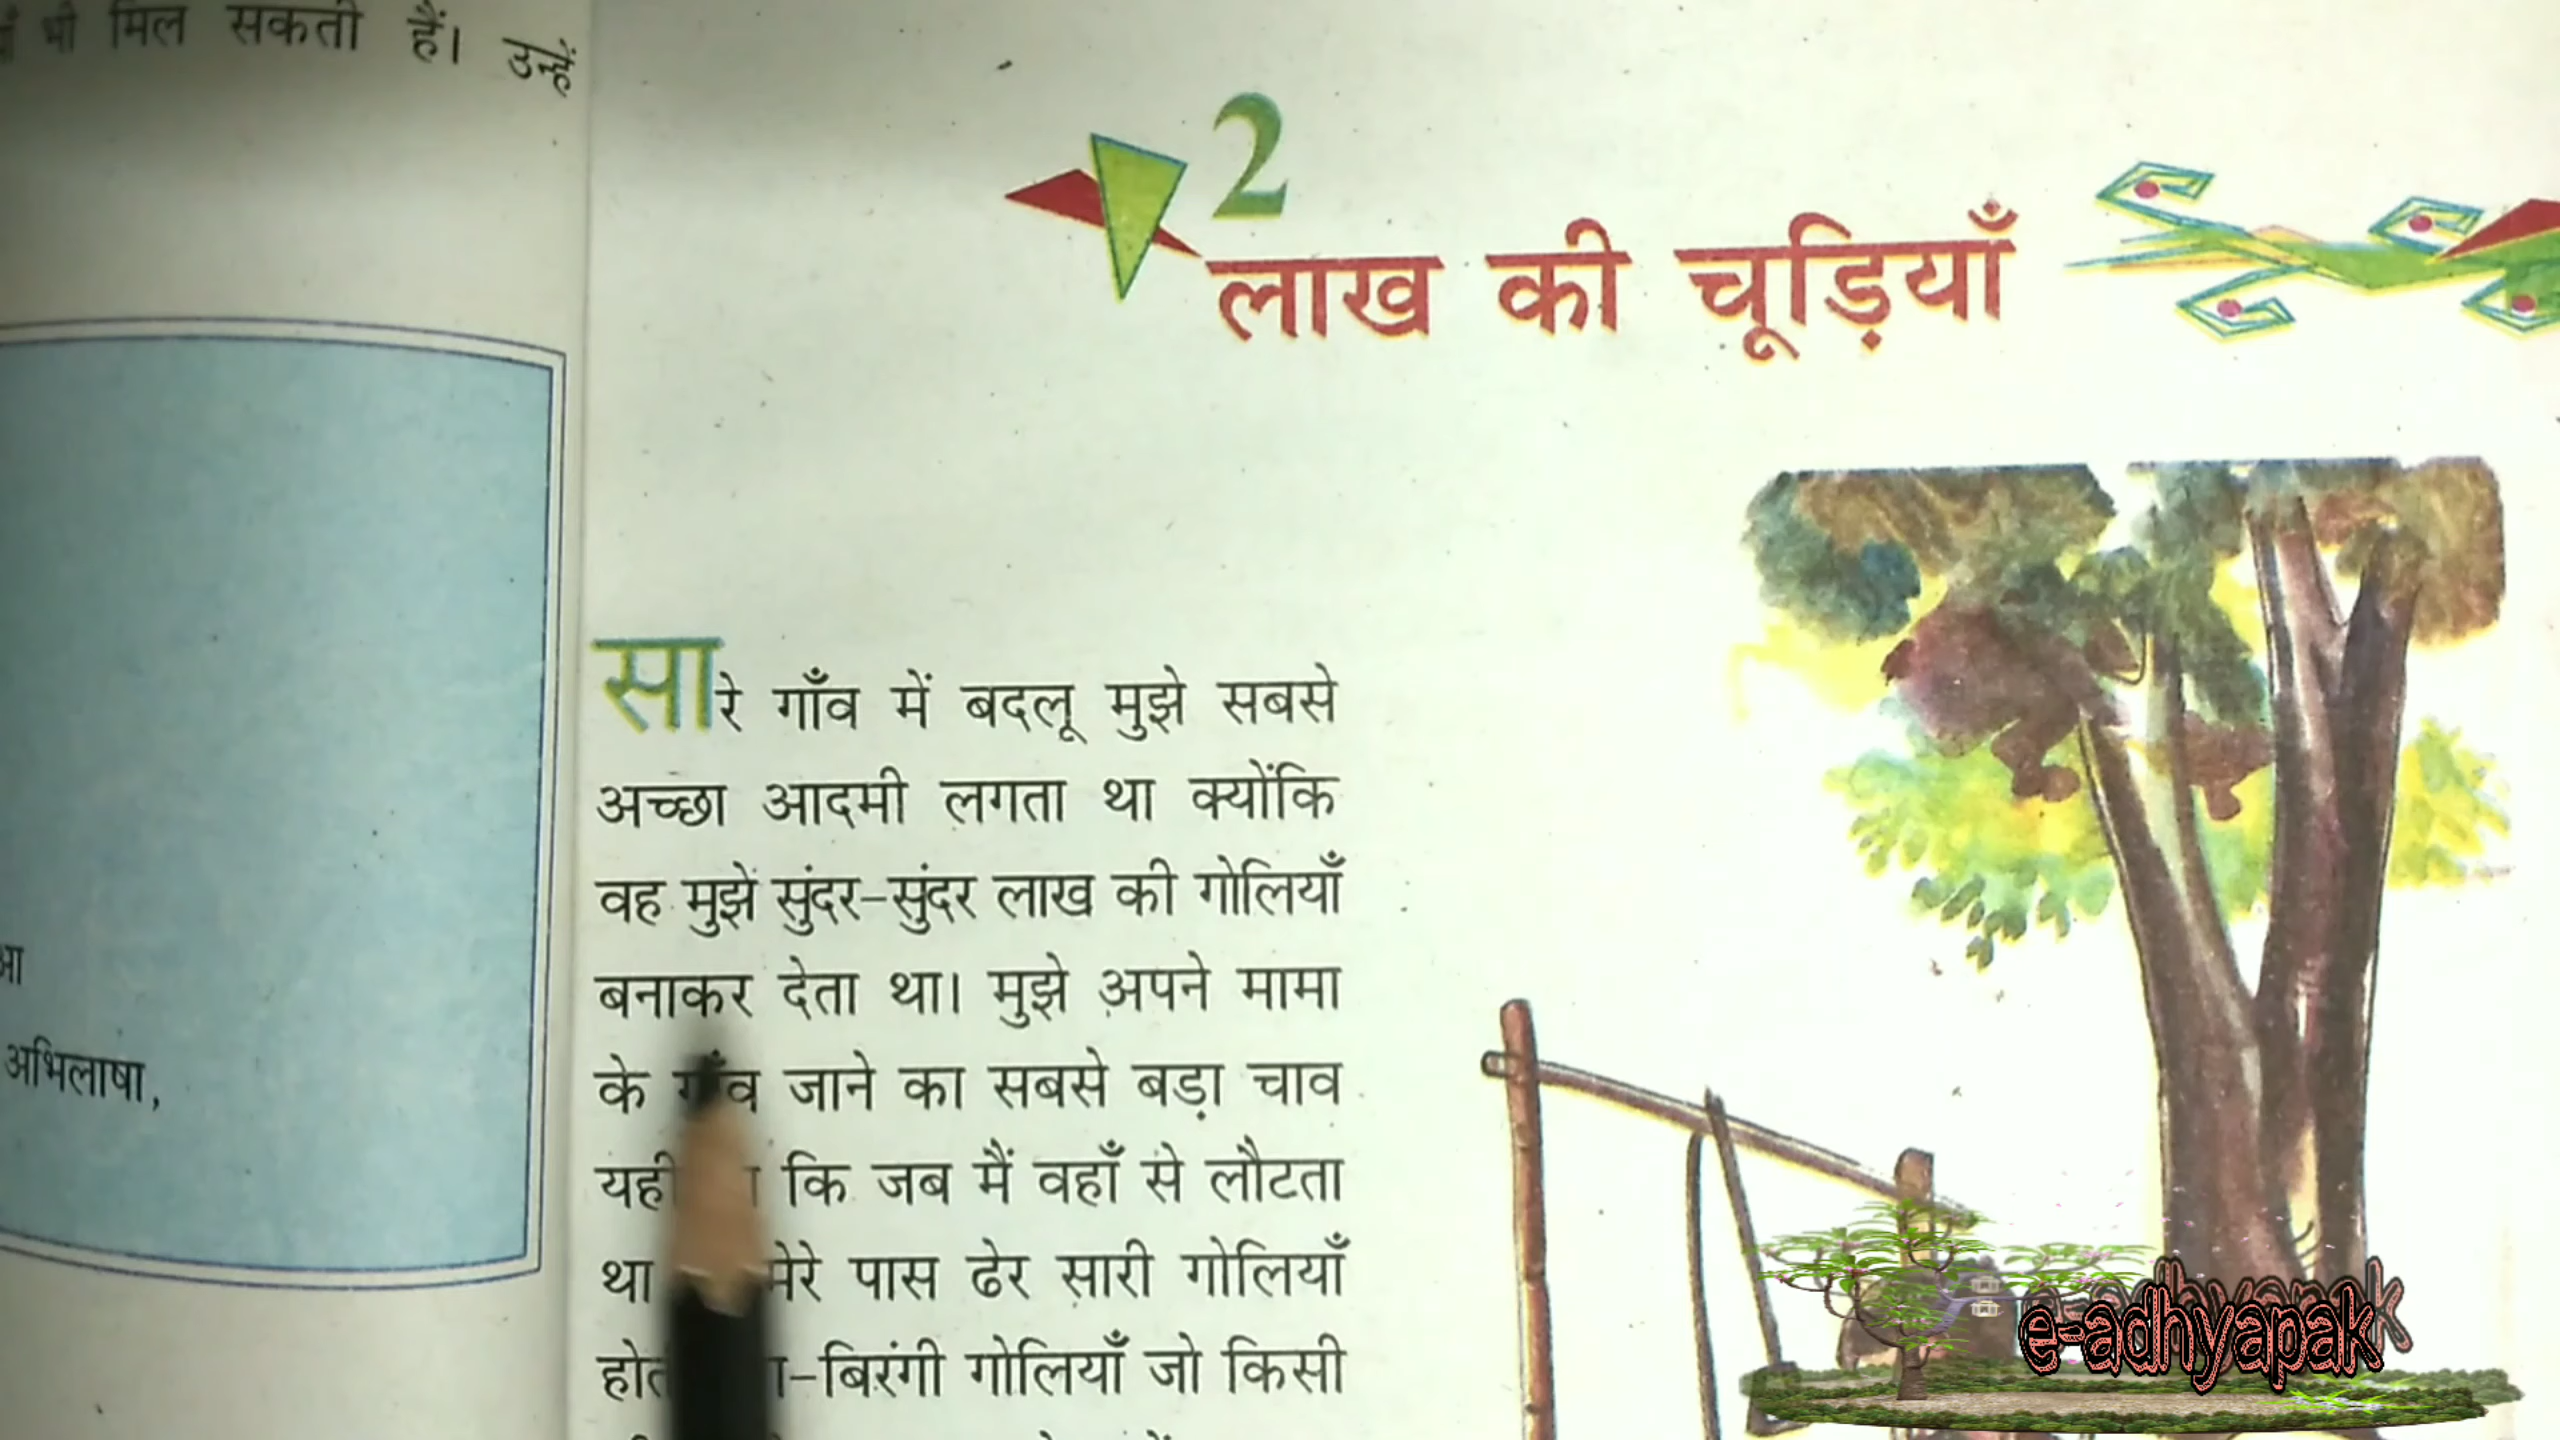 भी मिल सकती हैं।
आ
अभिलाषा,
2
लाख की चूड़ियाँ
सारे गाँव में बदलू मुझे सबसे
अच्छा आदमी लगता था क्योंकि
वह मुझे सुंदर-सुंदर लाख की गोलियाँ
बनाकर देता था। मुझे अपने मामा
के गाँव जाने का सबसे बड़ा चाव
यही कि जब मैं वहाँ से लौटता
था मेरे पास ढेर सारी गोलियाँ
-बिरंगी गोलियाँ जो किसी
e-adhyapak